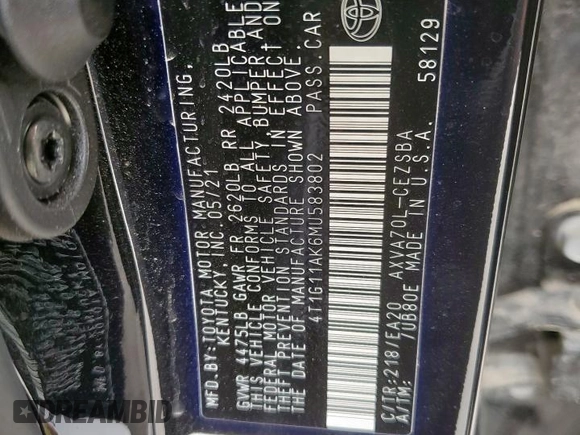 MFD.BY:TOYOTA MOTOR MANUFACTURING,
KENTUCKY, INC. 05/21
GVWR 4475LB GAWR FR 2620LB RR 2420LB
THIS VEHICLE CONFORMS TO ALL APPLICABLE
FEDERAL MOTOR VEHICLE SAFETY BUMPER, AND
THEFT PREVENTION STANDARDS IN EFFECT ON
THE DATE OF MANUFACTURE SHOWN ABOVE.
4T1G11AK6MU583802 PASS.CAR
C/TR:218/EA20 AXVA70L-CEZSBA
A/TM: /U880E MADE IN U.S.A.
58129
DREAMBID